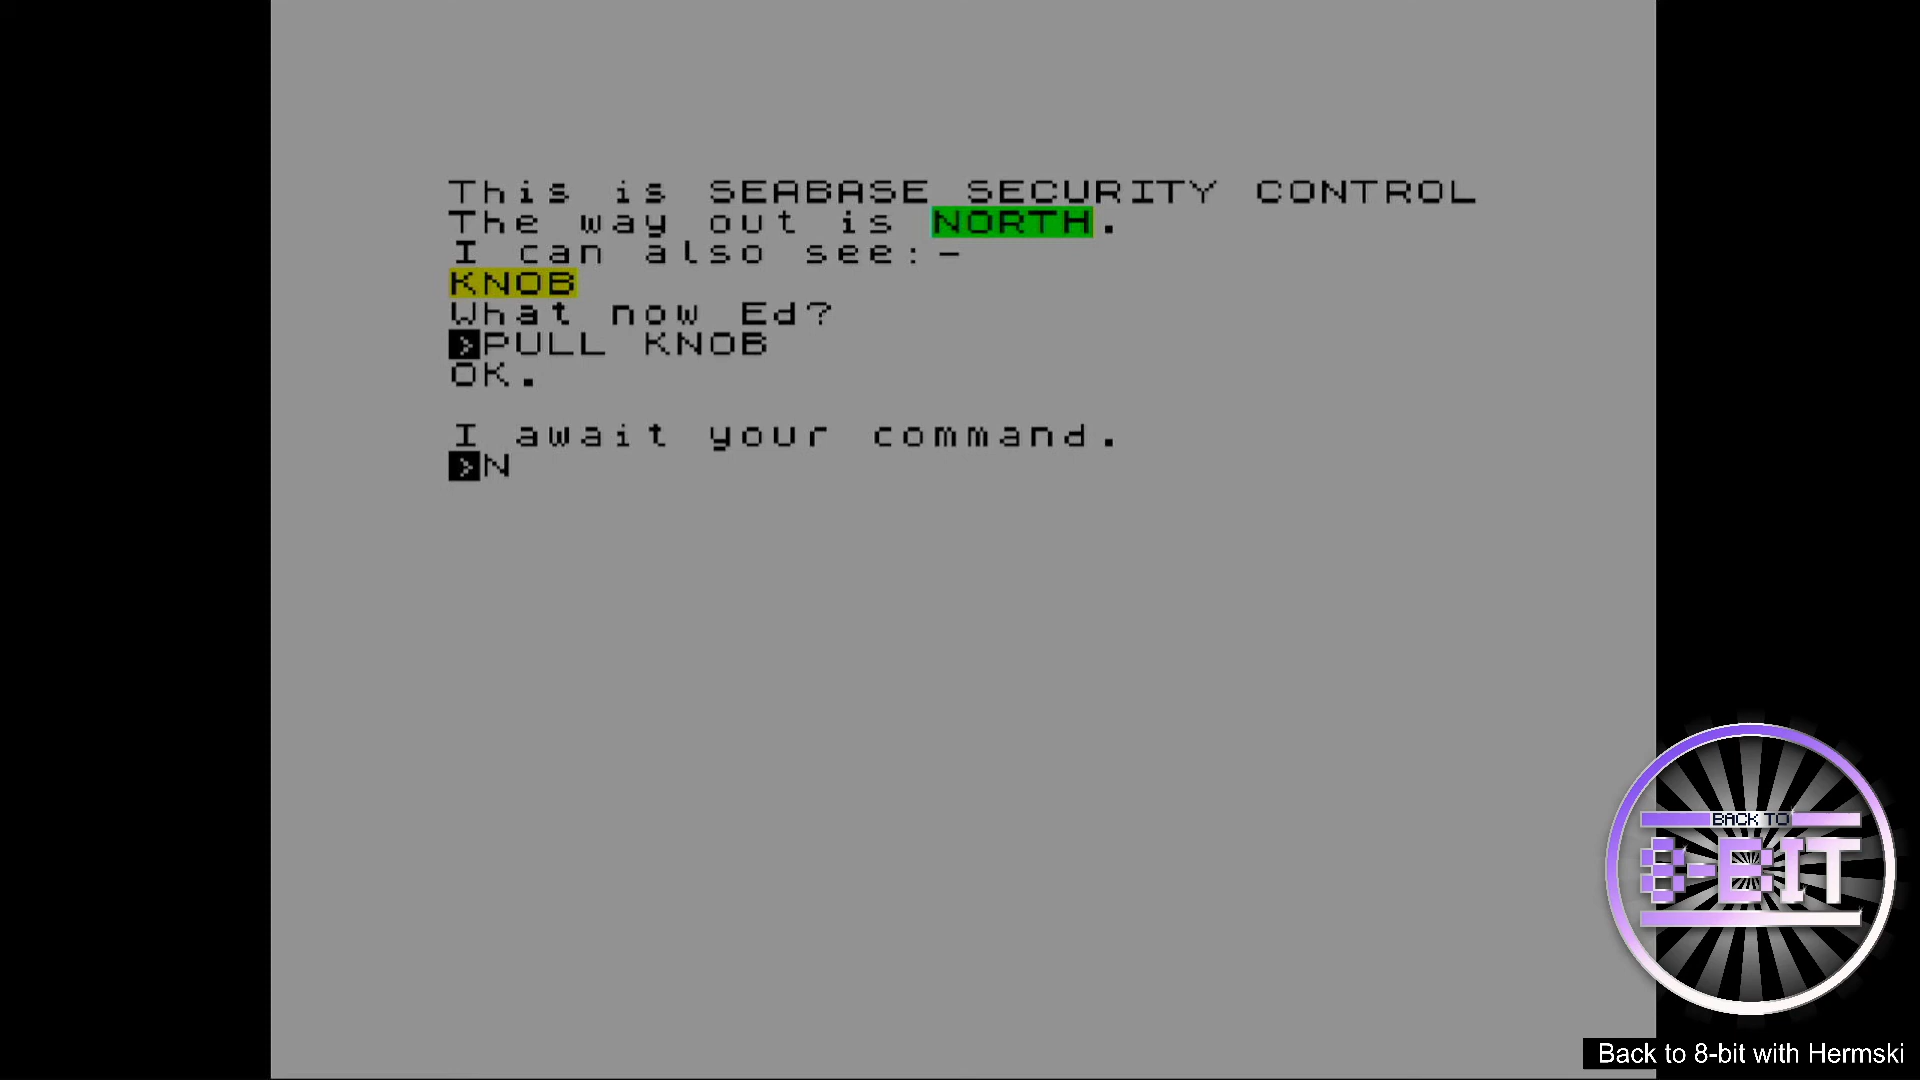 This is SEABASE SECURITY CONTROL
The way out is NORTH.
I can also see:-
KNOB
What now Ed?
>PULL KNOB
OK.
I await your command.
>N
BACK TO
8-BIT
Back to 8-bit with Hermski